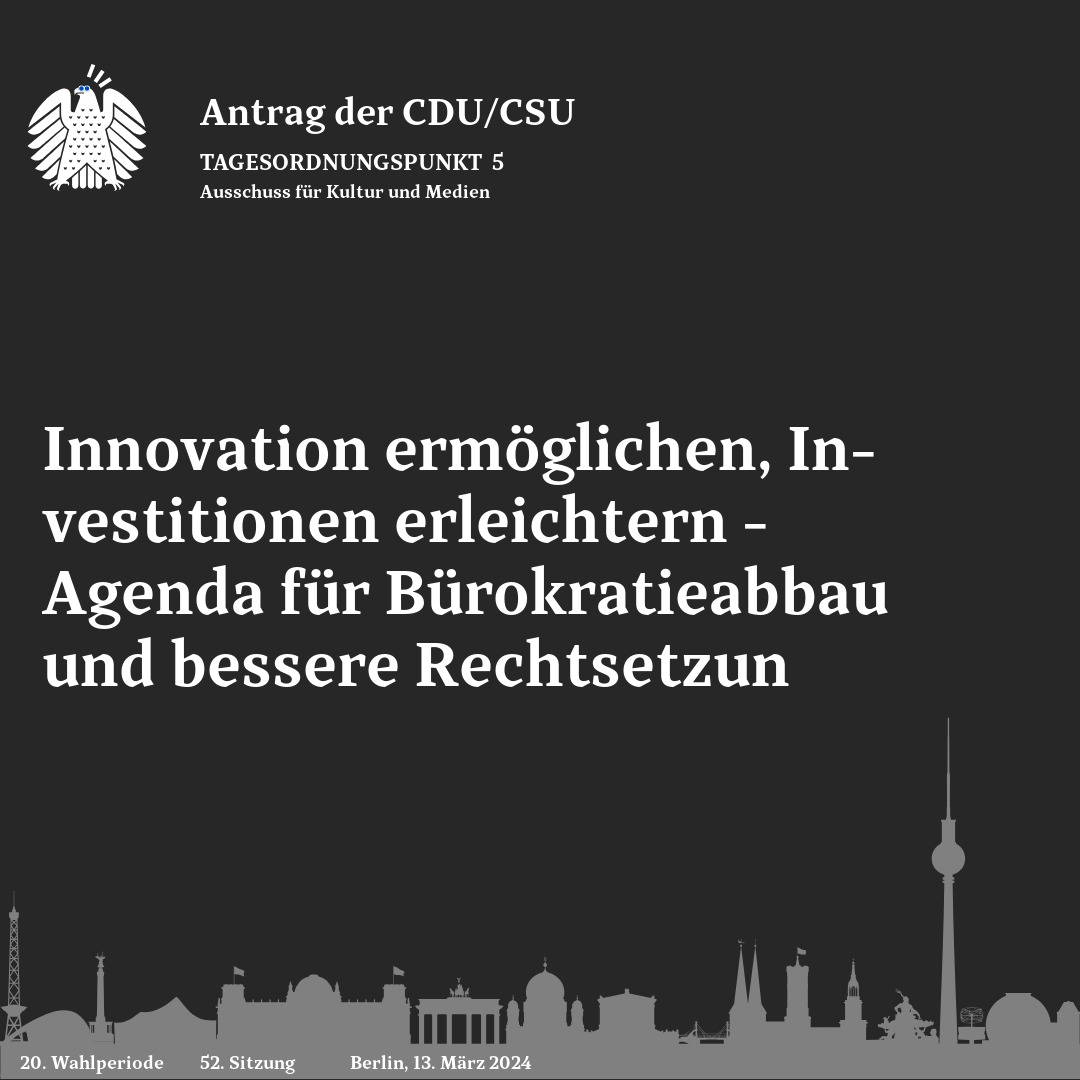 Antrag der CDU/CSU
TAGESORDNUNGSPUNKT 5
Ausschuss für Kultur und Medien
Innovation ermöglichen, In-
vestitionen erleichtern -
Agenda für Bürokratieabbau
und bessere Rechtsetzun
20. Wahlperiode 52. Sitzung Berlin, 13. März 2024